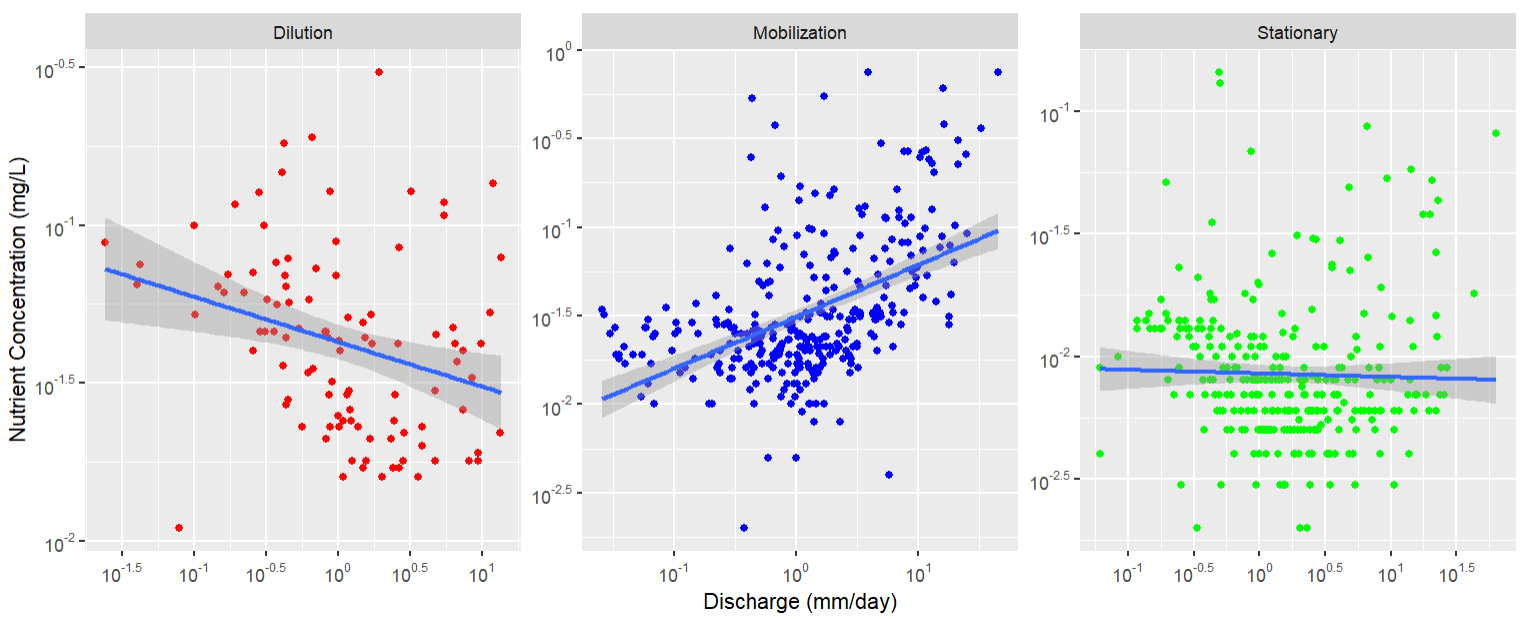 Dilution
Mobilization
Stationary
Nutrient Concentration (mg/L)
10^-0.5
10^-1
10^-1.5
10^-2
10^0
10^-0.5
10^-1
10^-1.5
10^-2
10^-2.5
10^-1
10^-1.5
10^-2
10^-2.5
10^-1.5 10^-1 10^-0.5 10^0 10^0.5 10^1
10^-1 10^0 10^1
10^-1 10^-0.5 10^0 10^0.5 10^1 10^1.5
Discharge (mm/day)